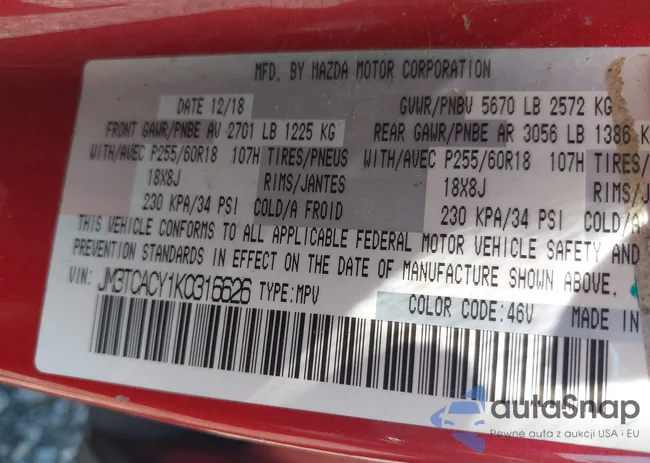 MFD. BY MAZDA MOTOR CORPORATION
DATE 12/18 GVWR/PNBV 5670 LB 2572 KG
FRONT GAWR/PNBE AV 2701 LB 1225 KG REAR GAWR/PNBE AR 3056 LB 1386 K
WITH/AVEC P255/60R18 107H TIRES/PNEUS WITH/AVEC P255/60R18 107H TIRES/
18X8J RIMS/JANTES 18X8J RIMS/J
230 KPA/34 PSI COLD/A FROID 230 KPA/34 PSI COLD/A
THIS VEHICLE CONFORMS TO ALL APPLICABLE FEDERAL MOTOR VEHICLE SAFETY AND
PREVENTION STANDARDS IN EFFECT ON THE DATE OF MANUFACTURE SHOWN ABOVE.
VIN: JM3TCACY1K0316626 TYPE:MPV
COLOR CODE:46V MADE IN
autoSnap
Pewne auta z aukcji USA i EU